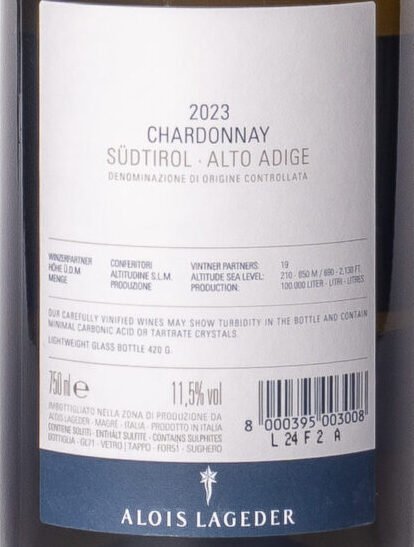 2023
CHARDONNAY
SÜDTIROL · ALTO ADIGE
DENOMINAZIONE DI ORIGINE CONTROLLATA
WINZERPARTNER CONFERITORI VINTNER PARTNERS: 19
HÖHE Ü.D.M ALTITUDINE S.L.M. ALTITUDE SEA LEVEL: 210 - 650 M / 690 - 2.130 FT.
MENGE PRODUZIONE PRODUCTION: 100.000 LITER - LITRI - LITRES
OUR CAREFULLY VINIFIED WINES MAY SHOW TURBIDITY IN THE BOTTLE AND CONTAIN
MINIMAL CARBONIC ACID OR TARTRATE CRYSTALS.
LIGHTWEIGHT GLASS BOTTLE 420 G.
750 ml e 11,5% vol
IMBOTTIGLIATO NELLA ZONA DI PRODUZIONE DA
ALOIS LAGEDER - MAGRÈ - ITALIA - PRODOTTO IN ITALIA
CONTIENE SOLFITI - ENTHÄLT SULFITE - CONTAINS SULPHITES
BOTTIGLIA - GL71 - VETRO | TAPPO - FOR51 - SUGHERO
8 000395 003008
L 24 F 2 A
ALOIS LAGEDER